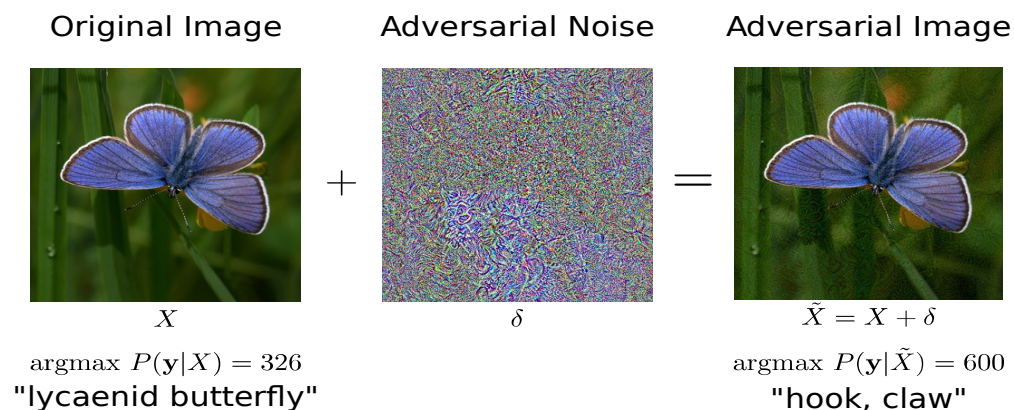 Original Image
Adversarial Noise
Adversarial Image
+
=
X
δ
X̃ = X + δ
argmax P(y|X) = 326
argmax P(y|X̃) = 600
"lycaenid butterfly"
"hook, claw"